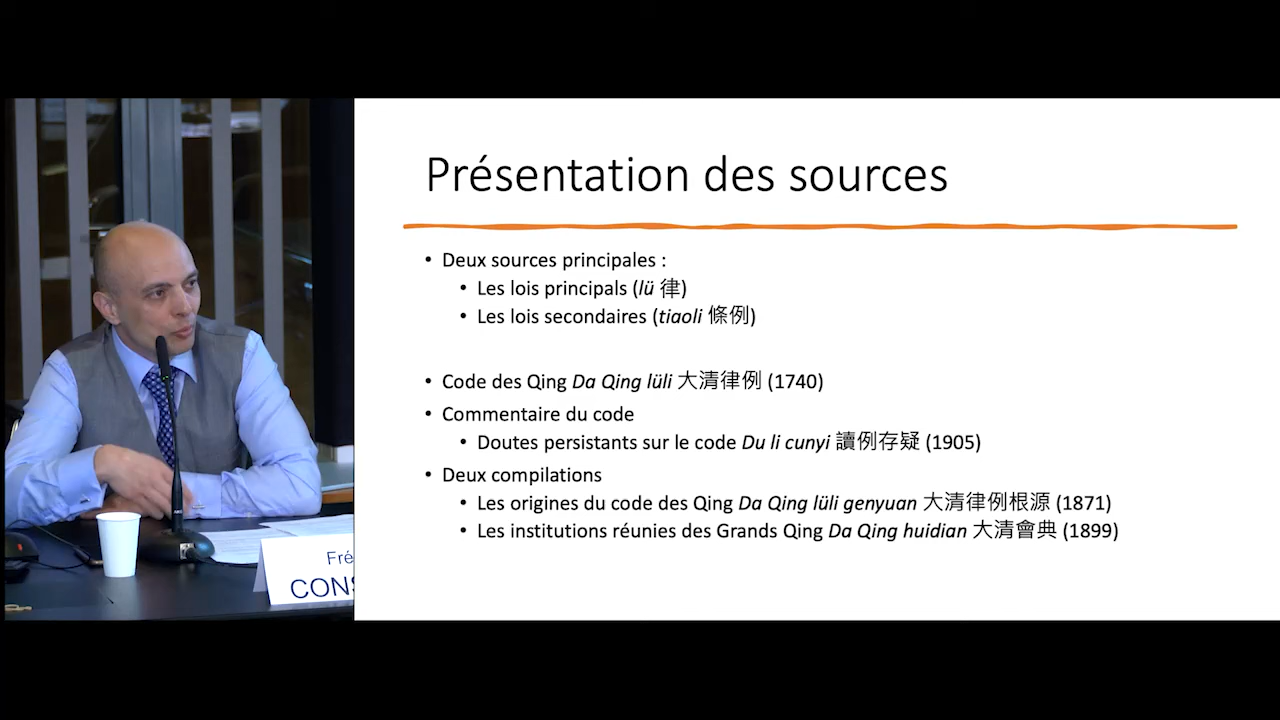 Présentation des sources
• Deux sources principales :
• Les lois principals (lü 律)
• Les lois secondaires (tiaoli 條例)
• Code des Qing Da Qing lüli 大清律例 (1740)
• Commentaire du code
• Doutes persistants sur le code Du li cunyi 讀例存疑 (1905)
• Deux compilations
• Les origines du code des Qing Da Qing lüli genyuan 大清律例根源 (1871)
• Les institutions réunies des Grands Qing Da Qing huidian 大清會典 (1899)
Fré
CONS